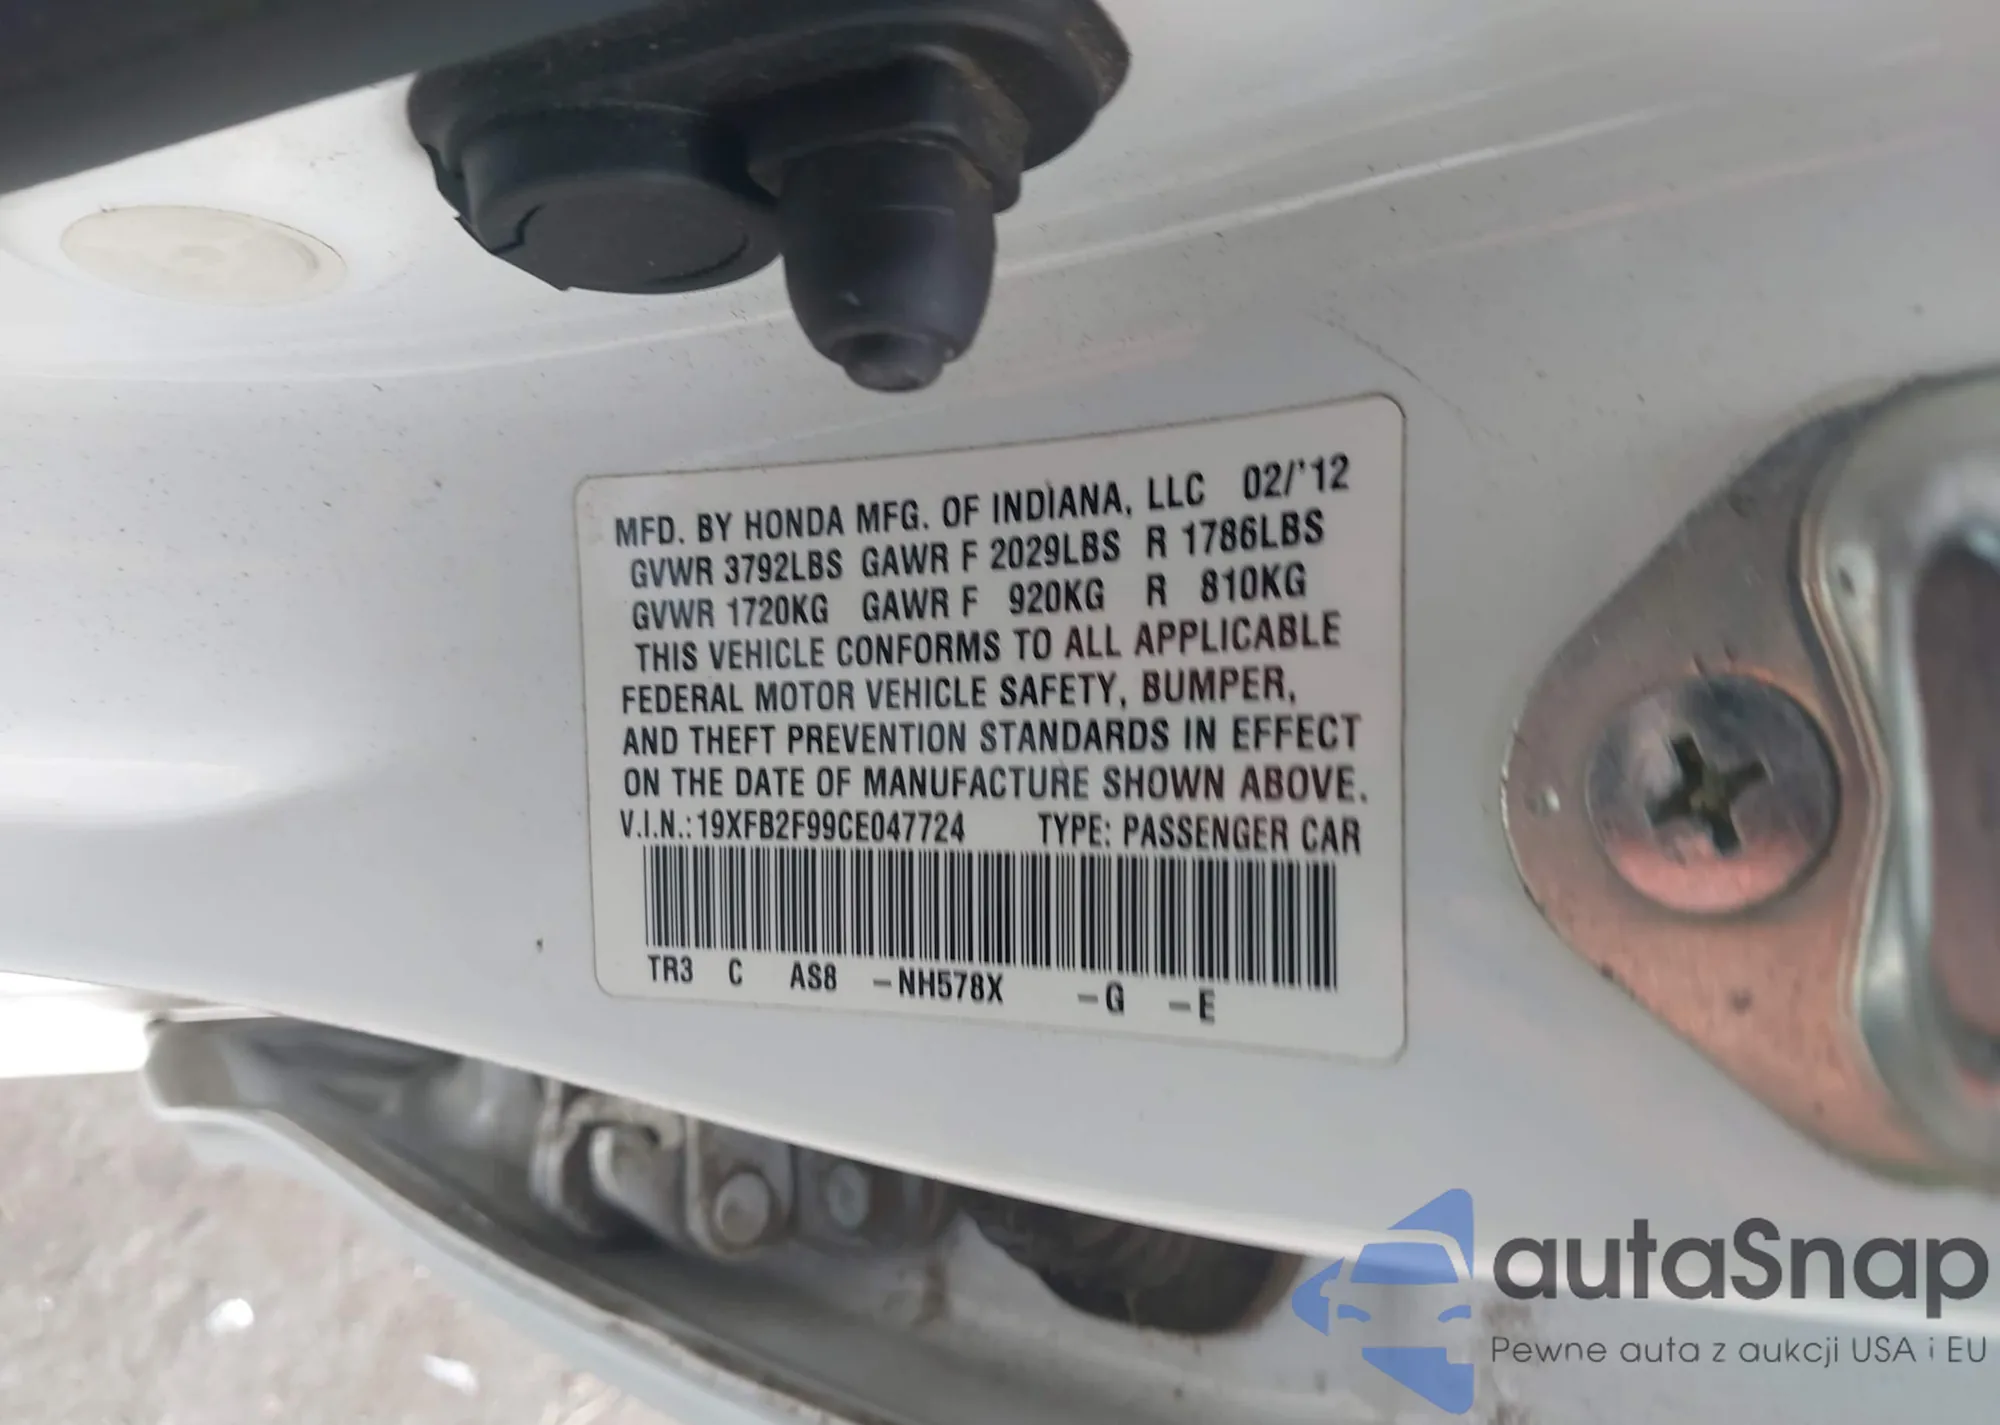 MFD. BY HONDA MFG. OF INDIANA, LLC 02/'12
GVWR 3792LBS GAWR F 2029LBS R 1786LBS
GVWR 1720KG GAWR F 920KG R 810KG
THIS VEHICLE CONFORMS TO ALL APPLICABLE
FEDERAL MOTOR VEHICLE SAFETY, BUMPER,
AND THEFT PREVENTION STANDARDS IN EFFECT
ON THE DATE OF MANUFACTURE SHOWN ABOVE.
V.I.N.: 19XFB2F99CE047724 TYPE: PASSENGER CAR
TR3 C AS8 –NH578X –G –E
autaSnap
Pewne auta z aukcji USA i EU